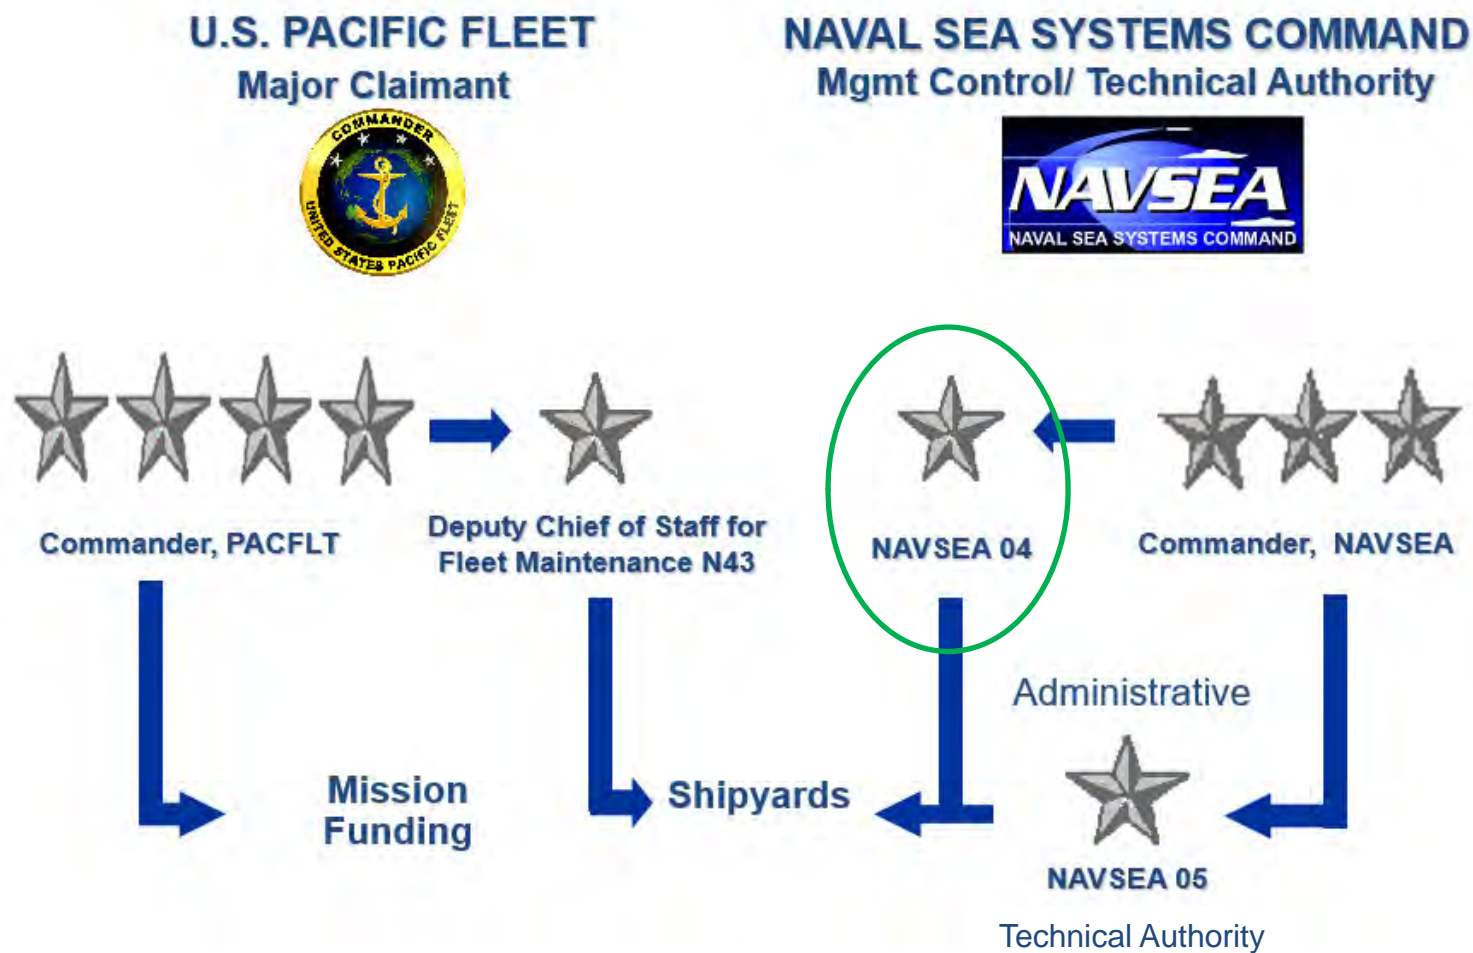 U.S. PACIFIC FLEET
Major Claimant
COMMANDER
UNITED STATES PACIFIC FLEET
NAVAL SEA SYSTEMS COMMAND
Mgmt Control/ Technical Authority
NAVSEA
NAVAL SEA SYSTEMS COMMAND
Commander, PACFLT
Deputy Chief of Staff for
Fleet Maintenance N43
NAVSEA 04
Commander, NAVSEA
Administrative
Mission
Funding
Shipyards
NAVSEA 05
Technical Authority